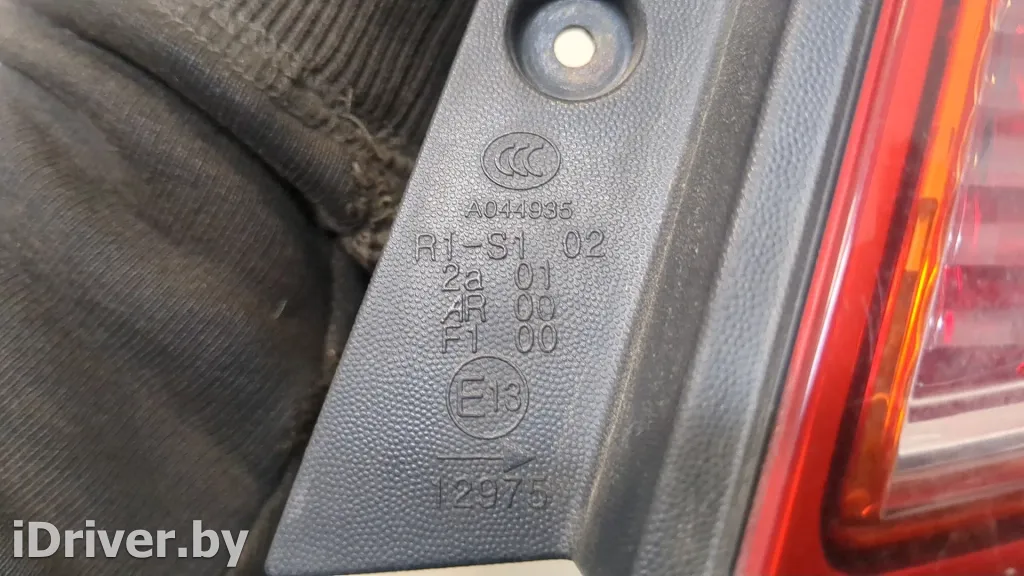 CCC
A044935
R1-S1 02
2a 01
AR 00
F1 00
E13
12975
iDriver.by